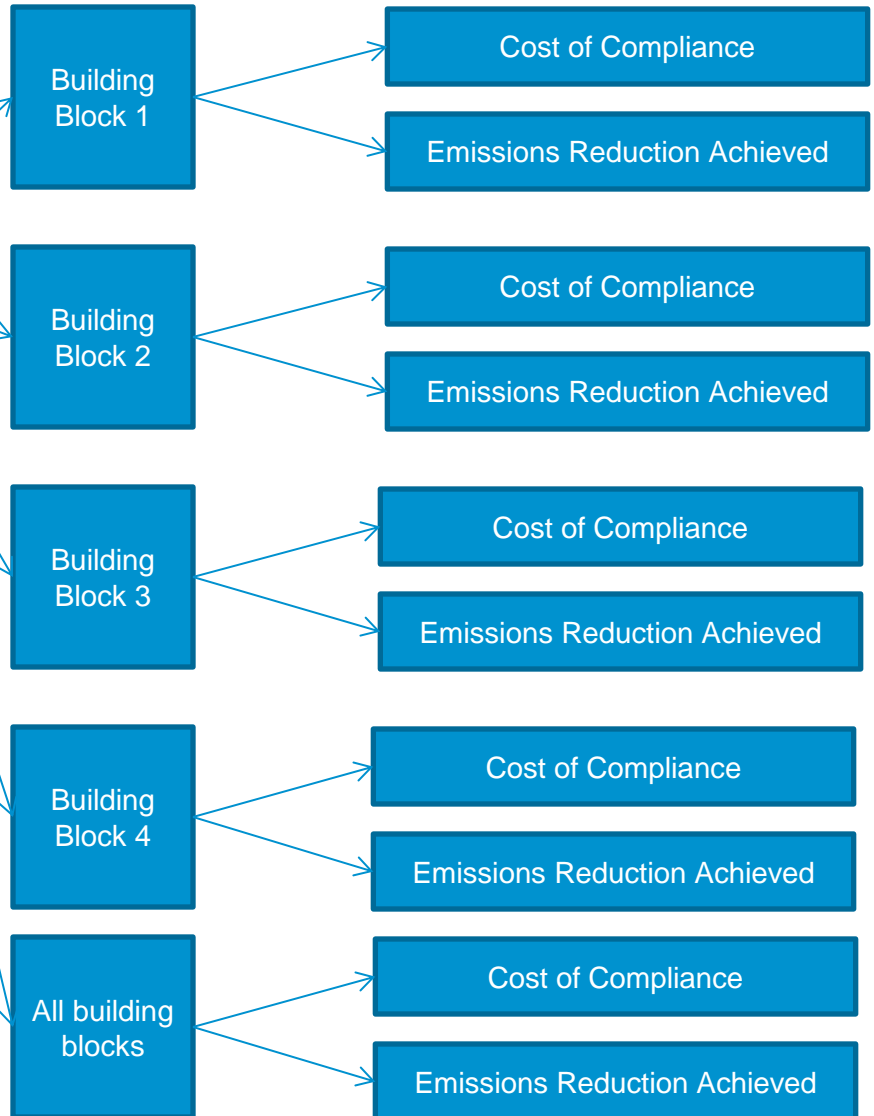 Building
Block 1
Cost of Compliance
Emissions Reduction Achieved
Building
Block 2
Cost of Compliance
Emissions Reduction Achieved
Building
Block 3
Cost of Compliance
Emissions Reduction Achieved
Building
Block 4
Cost of Compliance
Emissions Reduction Achieved
All building
blocks
Cost of Compliance
Emissions Reduction Achieved